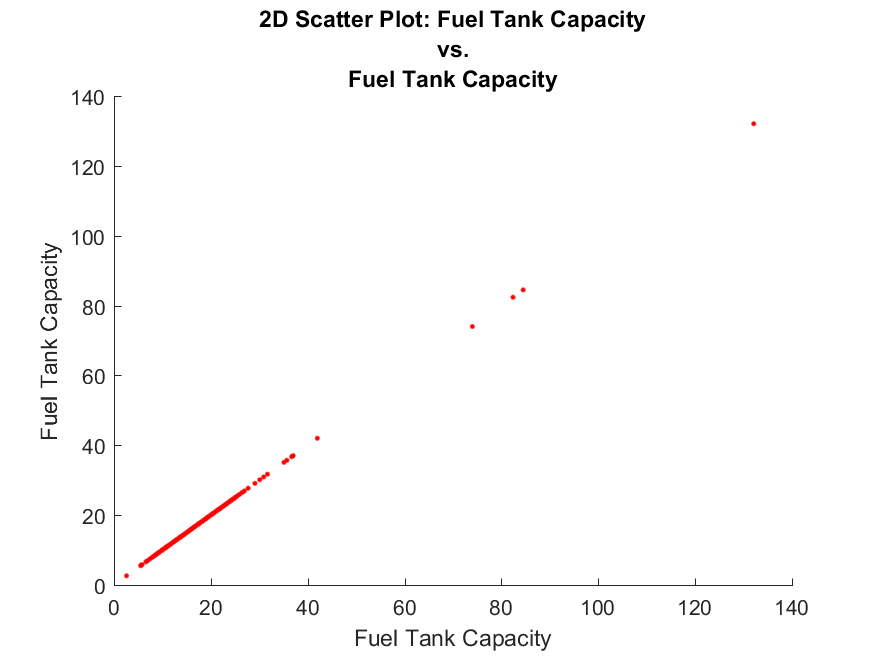 2D Scatter Plot: Fuel Tank Capacity
vs.
Fuel Tank Capacity
140
120
100
80
60
40
20
0
Fuel Tank Capacity
0 20 40 60 80 100 120 140
Fuel Tank Capacity